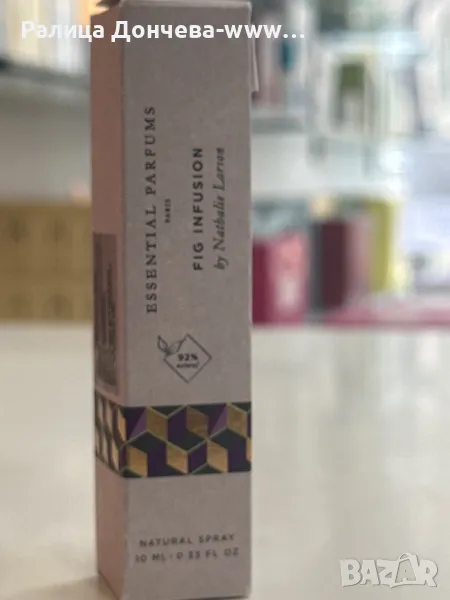 Ралица Дончева-www...
ESSENTIAL PARFUMS
PARIS
FIG INFUSION
by Nathalie Lorson
92%
natural
NATURAL SPRAY
10 ML · 0.33 FL OZ
BAZAR